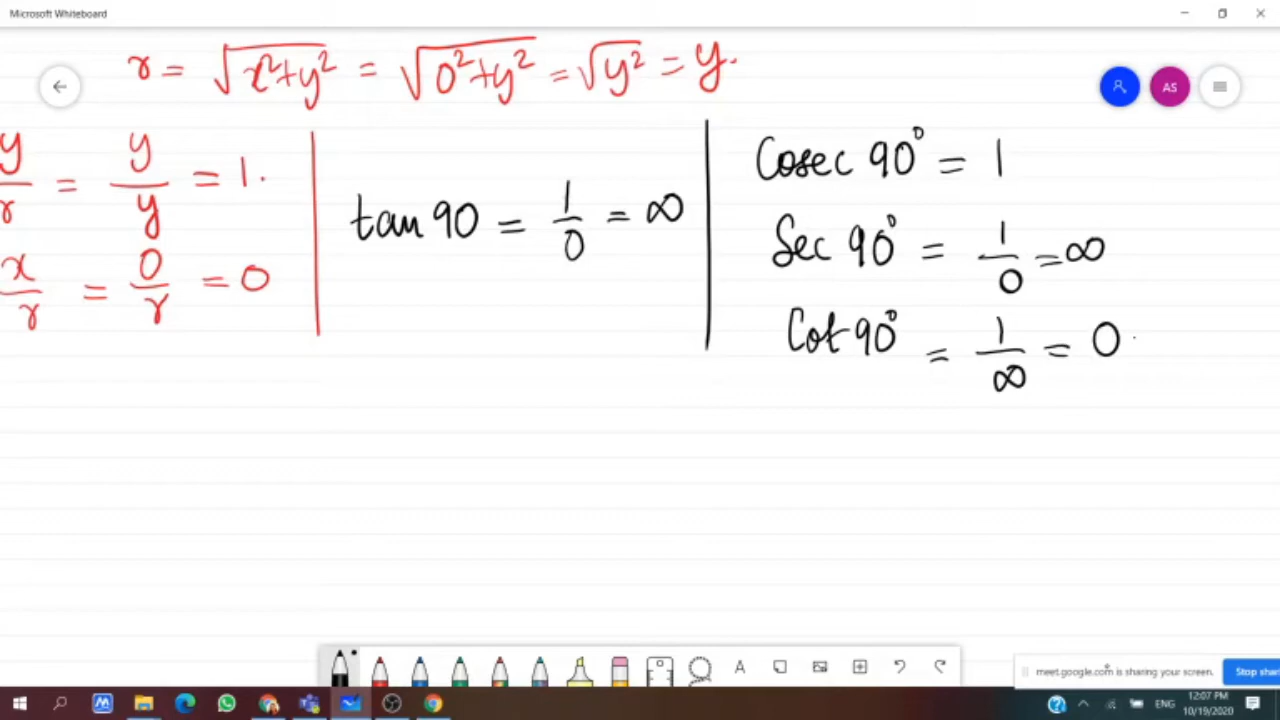 Microsoft Whiteboard
r = √x²+y² = √0²+y² = √y² = y.
AS
y/r = y/y = 1.
x/r = 0/r = 0
tan 90 = 1/0 = ∞
Cosec 90° = 1
Sec 90° = 1/0 = ∞
Cot 90° = 1/∞ = 0
A
meet.google.com is sharing your screen.
Stop shar
ENG
12:07 PM
10/19/2020